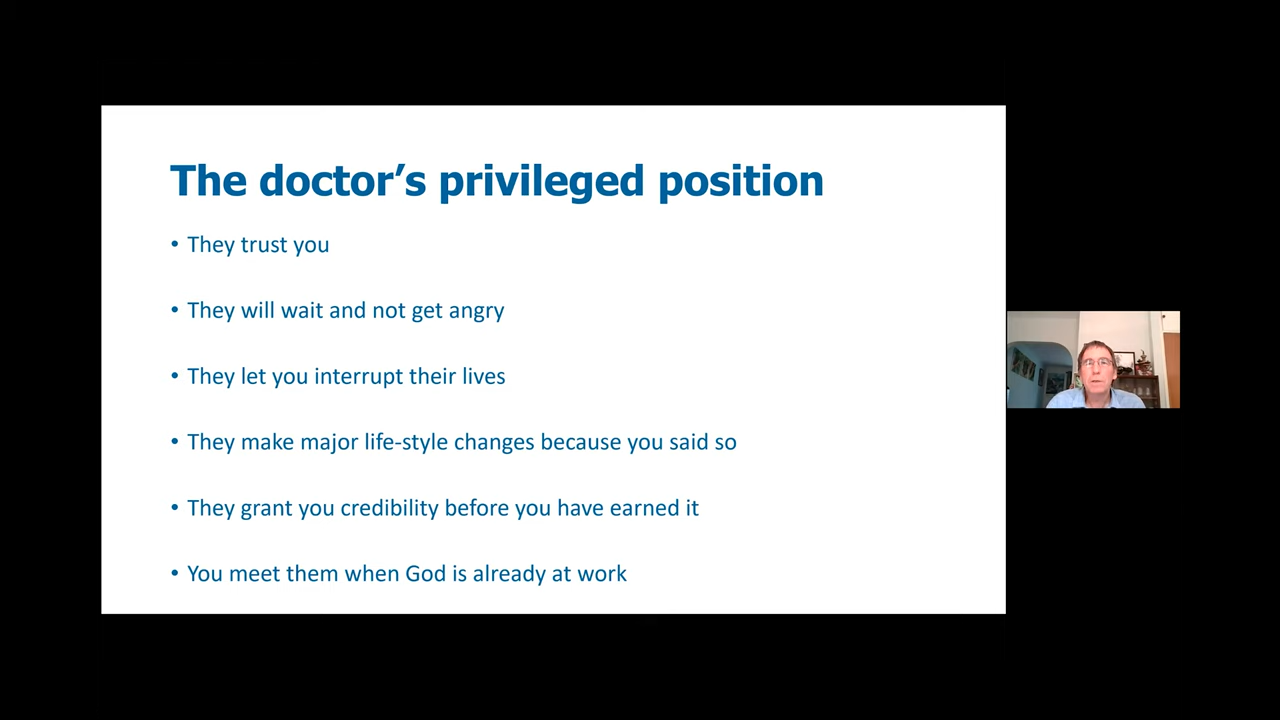 The doctor’s privileged position
• They trust you
• They will wait and not get angry
• They let you interrupt their lives
• They make major life-style changes because you said so
• They grant you credibility before you have earned it
• You meet them when God is already at work